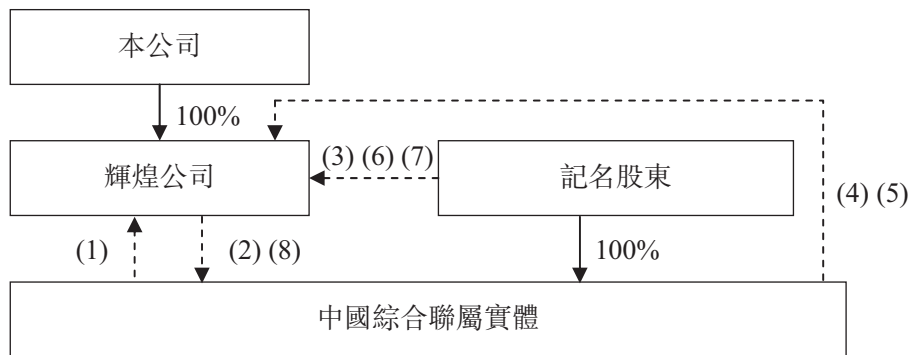 本公司
100%
輝煌公司
(3) (6) (7)
記名股東
(4) (5)
(1)
(2) (8)
100%
中國綜合聯屬實體